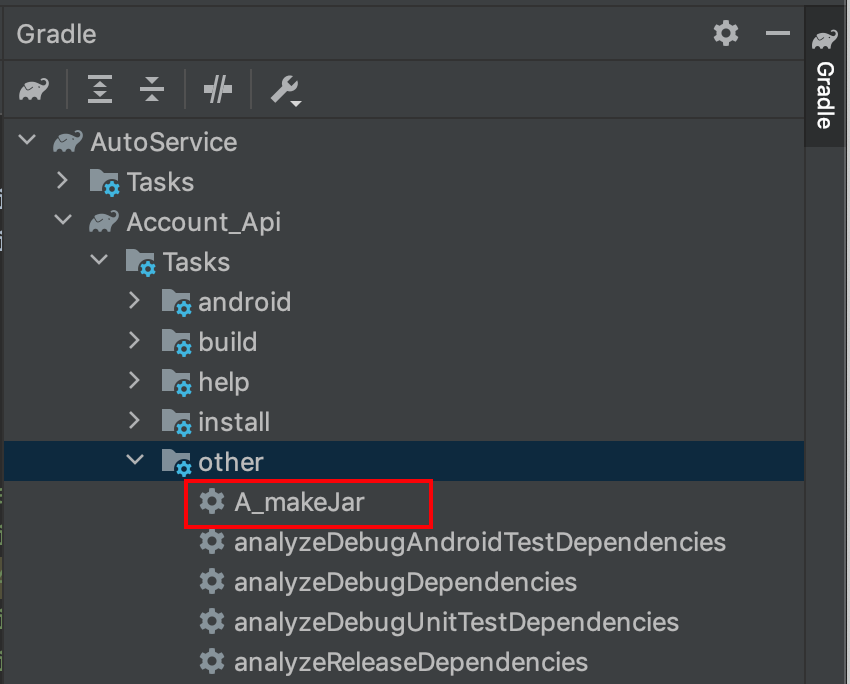 Gradle
Gradle
AutoService
Tasks
Account_Api
Tasks
android
build
help
install
other
A_makeJar
analyzeDebugAndroidTestDependencies
analyzeDebugDependencies
analyzeDebugUnitTestDependencies
analyzeReleaseDependencies